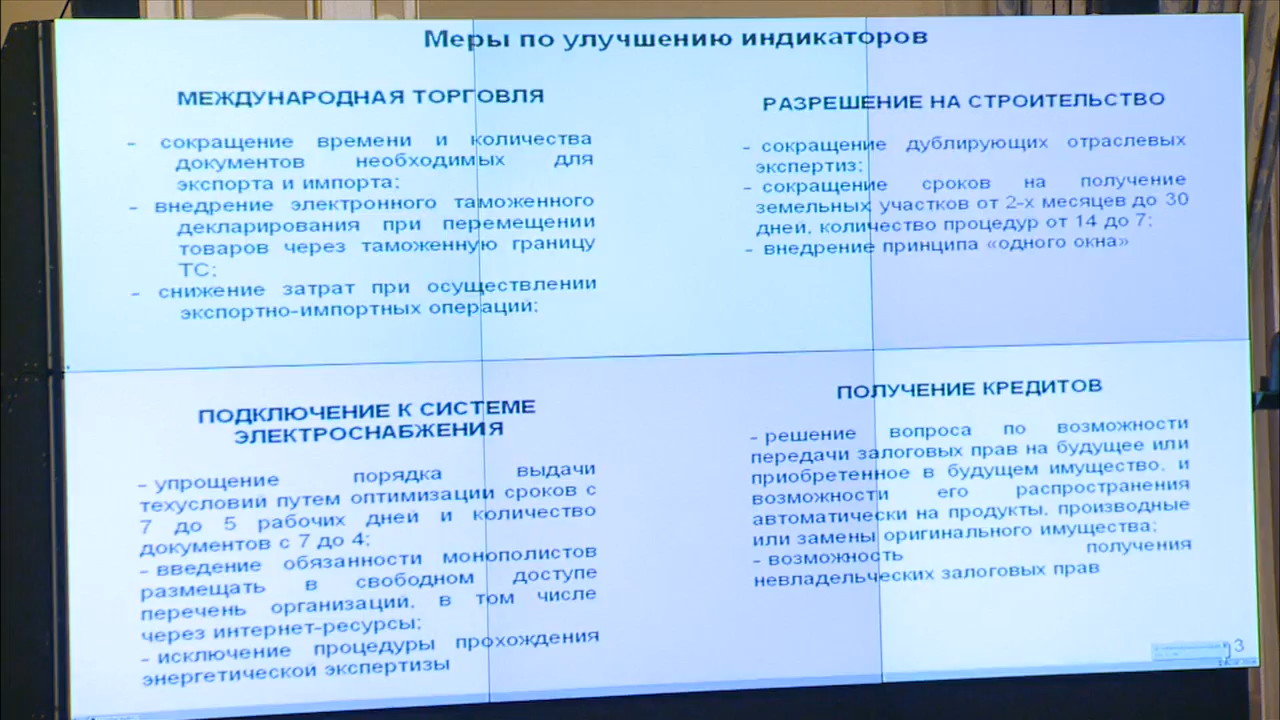 Меры по улучшению индикаторов
МЕЖДУНАРОДНАЯ ТОРГОВЛЯ
- сокращение времени и количества
документов необходимых для
экспорта и импорта;
- внедрение электронного таможенного
декларирования при перемещении
товаров через таможенную границу
ТС;
- снижение затрат при осуществлении
экспортно-импортных операций;
РАЗРЕШЕНИЕ НА СТРОИТЕЛЬСТВО
- сокращение дублирующих отраслевых
экспертиз;
- сокращение сроков на получение
земельных участков от 2-х месяцев до 30
дней, количество процедур от 14 до 7;
- внедрение принципа «одного окна»
ПОДКЛЮЧЕНИЕ К СИСТЕМЕ
ЭЛЕКТРОСНАБЖЕНИЯ
- упрощение порядка выдачи
техусловий путем оптимизации сроков с
7 до 5 рабочих дней и количество
документов с 7 до 4;
- введение обязанности монополистов
размещать в свободном доступе
перечень организаций, в том числе
через интернет-ресурсы;
- исключение процедуры прохождения
энергетической экспертизы
ПОЛУЧЕНИЕ КРЕДИТОВ
- решение вопроса по возможности
передачи залоговых прав на будущее или
приобретенное в будущем имущество, и
возможности его распространения
автоматически на продукты, производные
или замены оригинального имущества;
- возможность получения
невладельческих залоговых прав
3